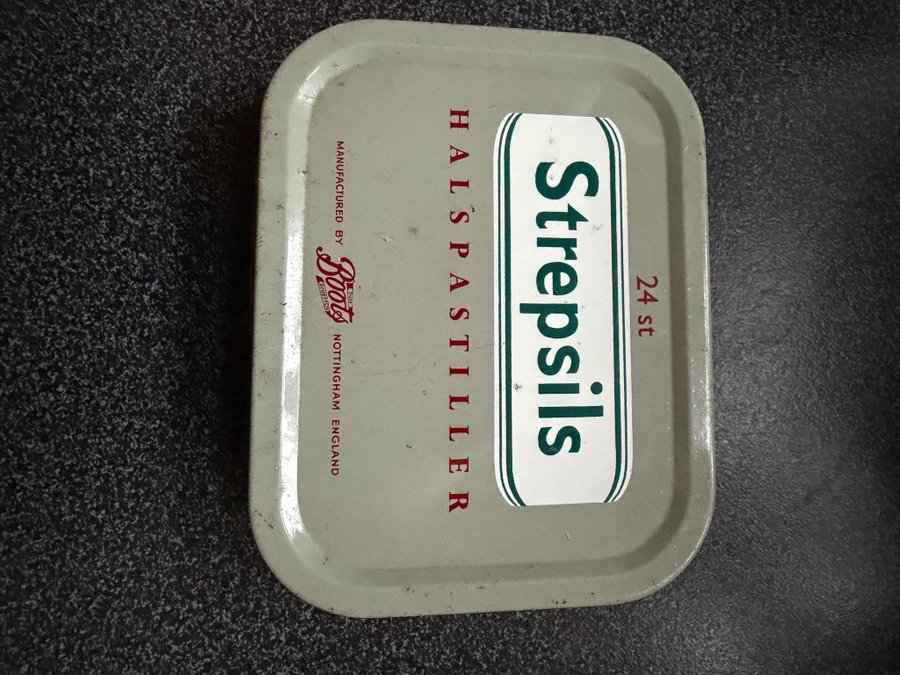 24 st
Strepsils
HALSPASTILLER
MANUFACTURED BY Boots NOTTINGHAM ENGLAND